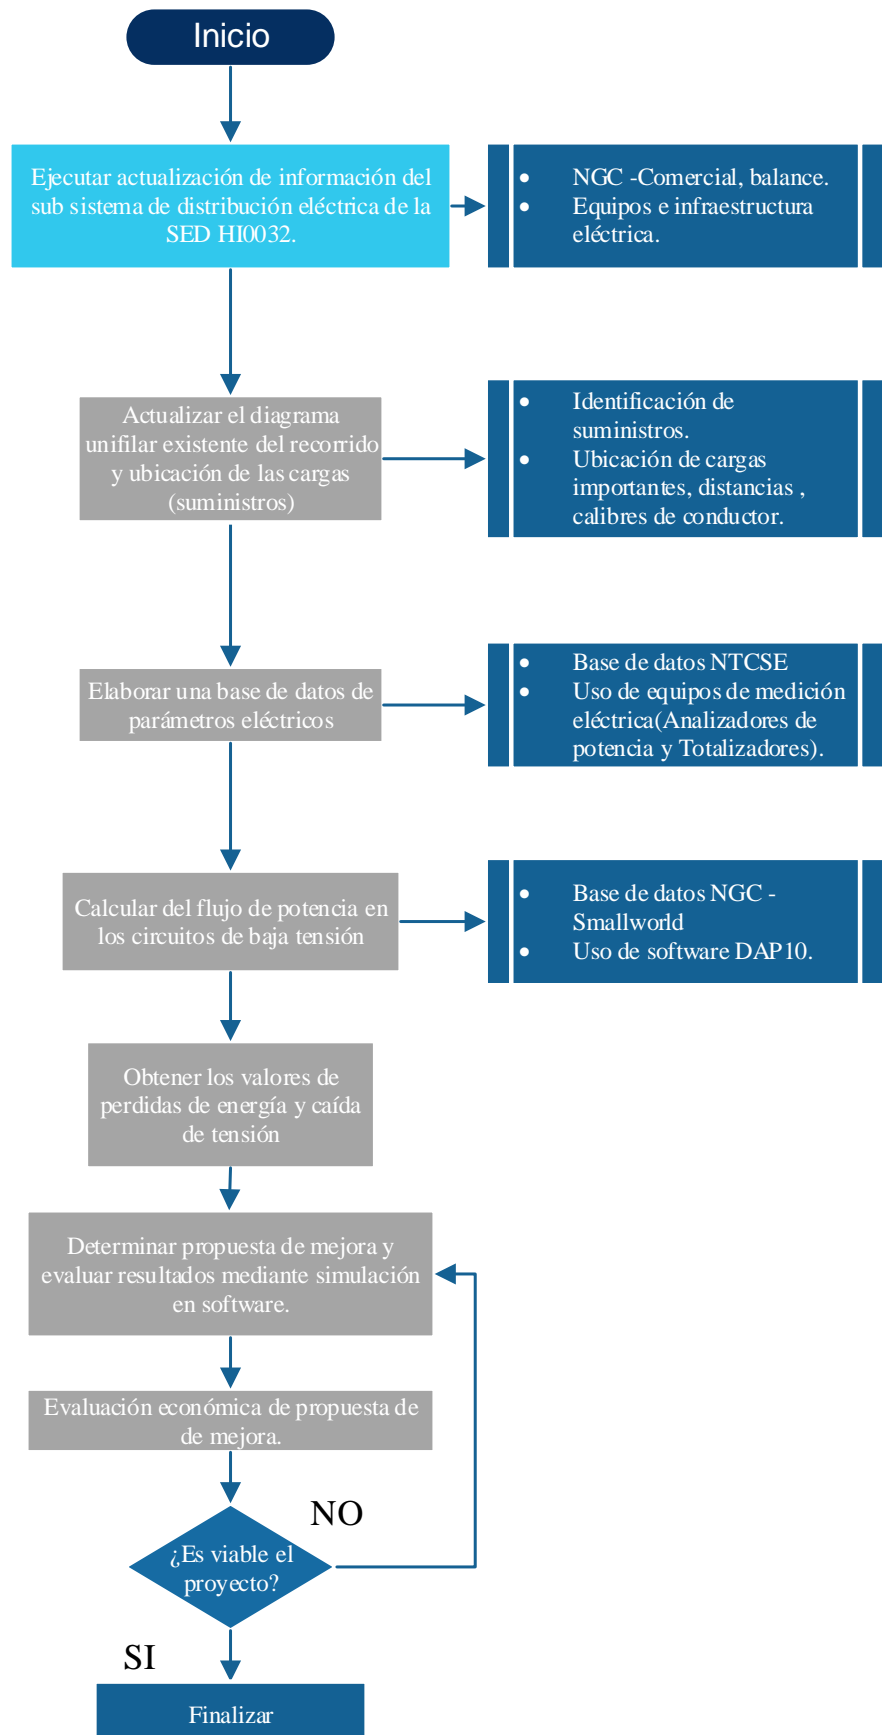 Inicio
Ejecutar actualización de información del
sub sistema de distribución eléctrica de la
SED HI0032.
• NGC -Comercial, balance.
• Equipos e infraestructura
eléctrica.
Actualizar el diagrama
unifilar existente del recorrido
y ubicación de las cargas
(suministros)
• Identificación de
suministros.
• Ubicación de cargas
importantes, distancias ,
calibres de conductor.
Elaborar una base de datos de
parámetros eléctricos
• Base de datos NTCSE
• Uso de equipos de medición
eléctrica(Analizadores de
potencia y Totalizadores).
Calcular del flujo de potencia en
los circuitos de baja tensión
• Base de datos NGC -
Smallworld
• Uso de software DAP10.
Obtener los valores de
perdidas de energía y caída
de tensión
Determinar propuesta de mejora y
evaluar resultados mediante simulación
en software.
Evaluación económica de propuesta de
de mejora.
NO
¿Es viable el
proyecto?
SI
Finalizar